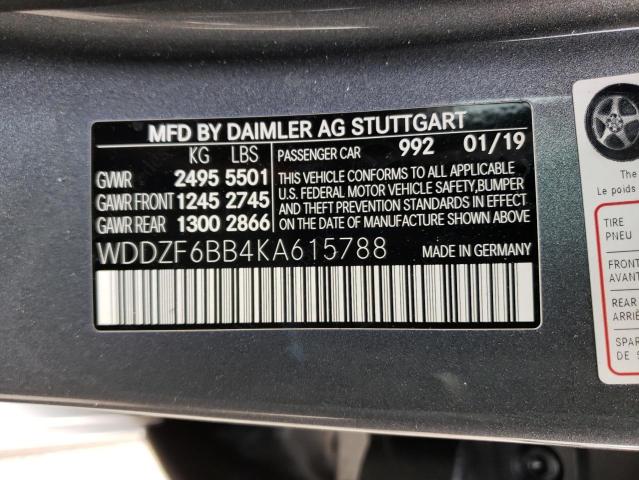 MFD BY DAIMLER AG STUTTGART
KG LBS
GVWR 2495 5501
GAWR FRONT 1245 2745
GAWR REAR 1300 2866
PASSENGER CAR 992 01/19
THIS VEHICLE CONFORMS TO ALL APPLICABLE
U.S. FEDERAL MOTOR VEHICLE SAFETY,BUMPER
AND THEFT PREVENTION STANDARDS IN EFFECT
ON THE DATE OF MANUFACTURE SHOWN ABOVE
WDDZF6BB4KA615788
MADE IN GERMANY
The
Le poids
TIRE
PNEU
FRONT
AVANT
REAR
ARRIÈ
SPAR
DE